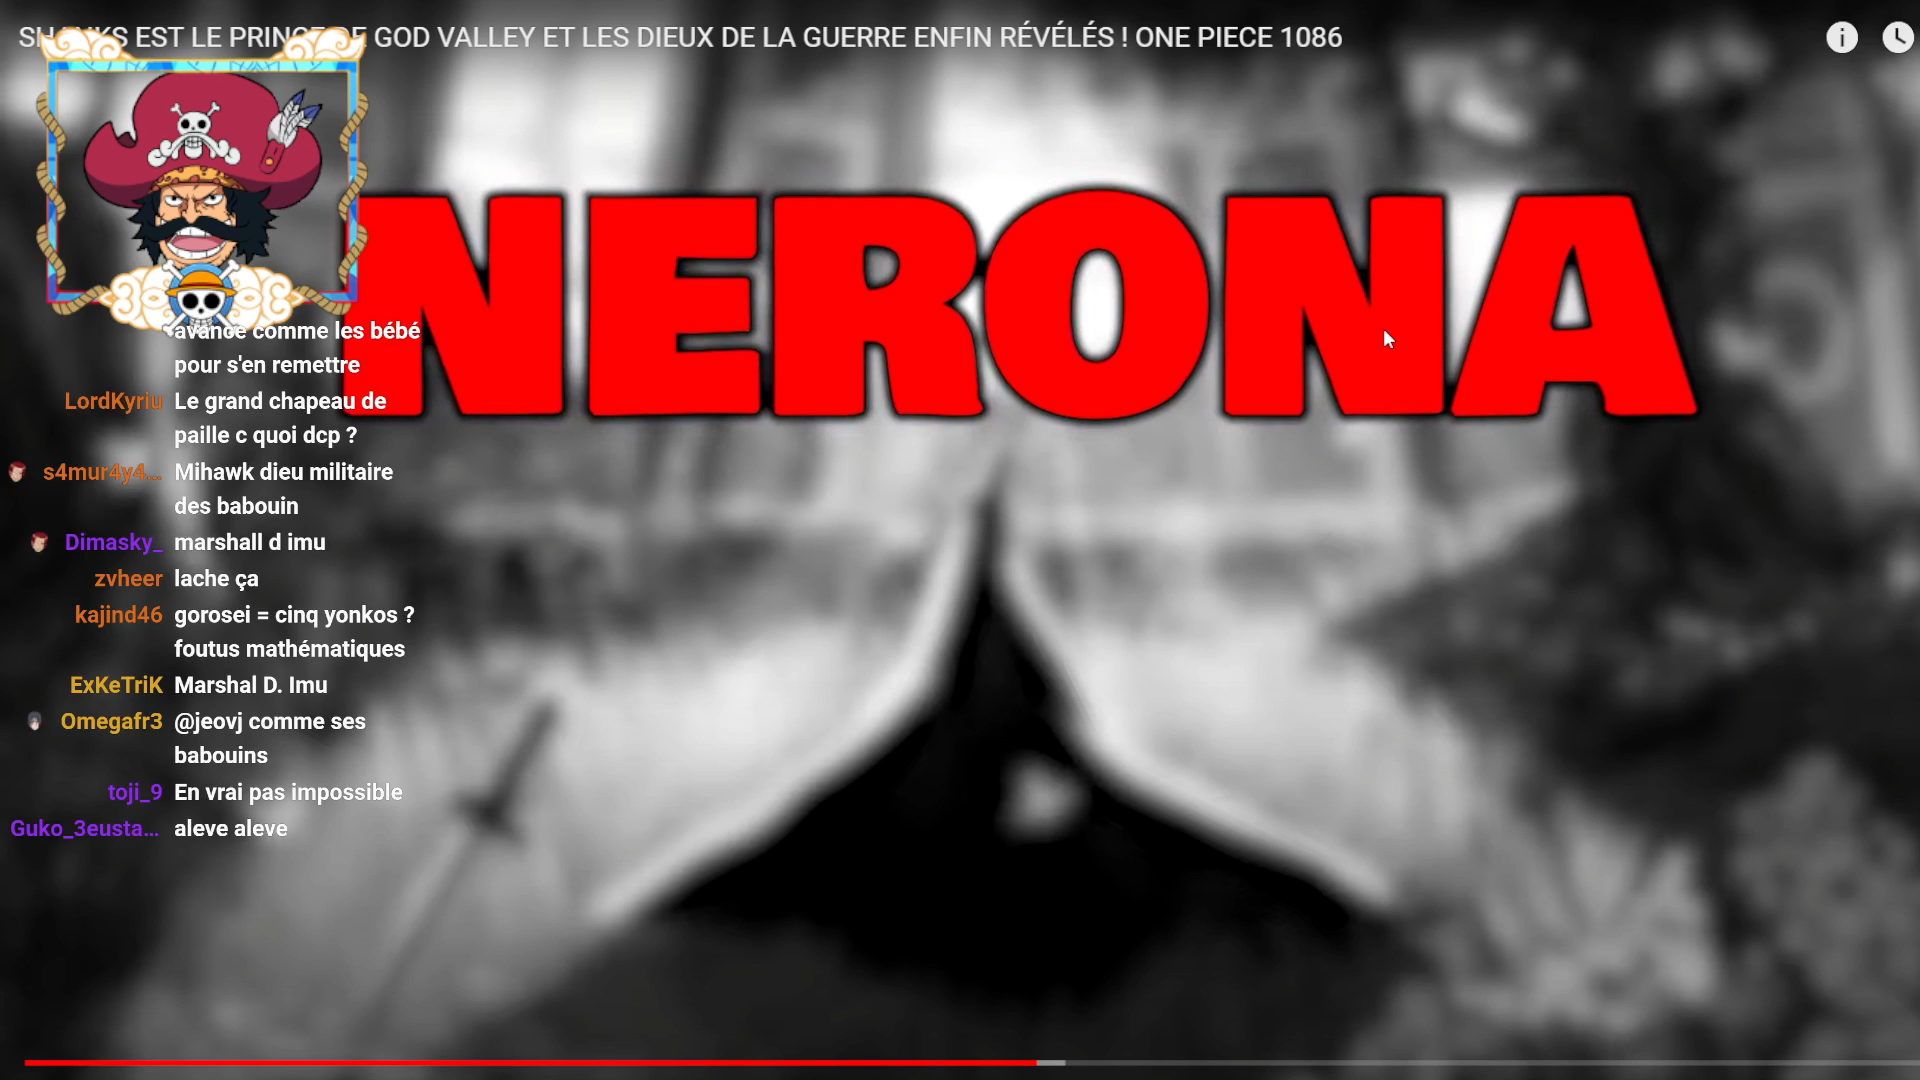 EST LE GOD VALLEY ET LES DIEUX DE LA GUERRE ENFIN RÉVÉLÉS ! ONE PIECE 1086
NERONA
avance comme les bébé
pour s'en remettre
LordKyriu Le grand chapeau de
paille c quoi dcp ?
s4mur4y4... Mihawk dieu militaire
des babouin
Dimasky_ marshall d imu
zvheer lache ça
kajind46 gorosei = cinq yonkos ?
foutus mathématiques
ExKeTriK Marshal D. Imu
Omegafr3 @jeovj comme ses
babouins
toji_9 En vrai pas impossible
Guko_3eusta... aleve aleve